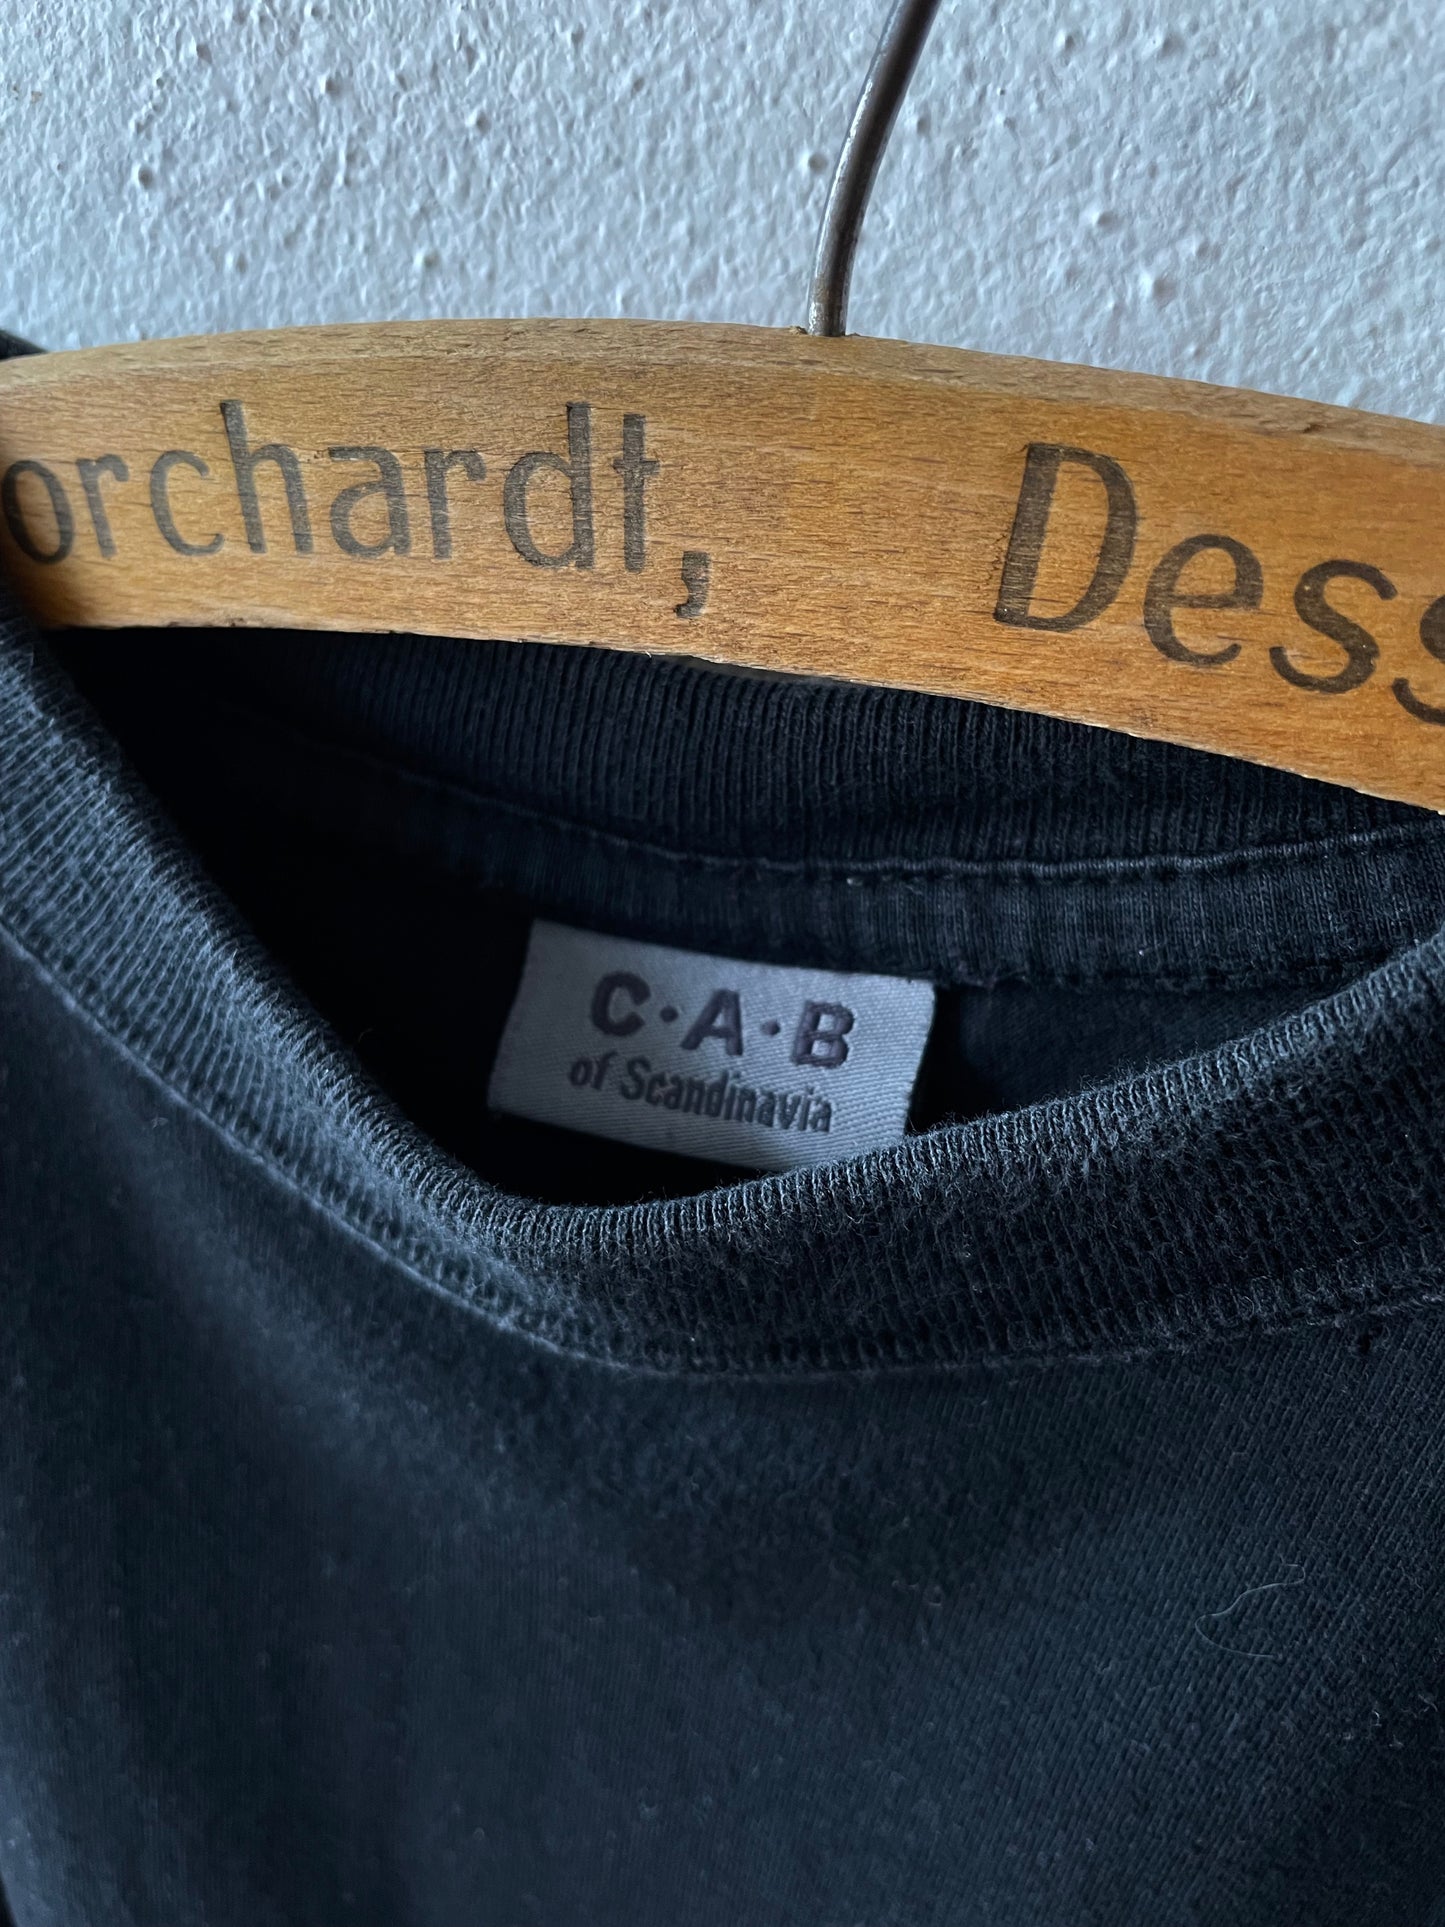 orchardt, Dess
C·A·B
of Scandinavia